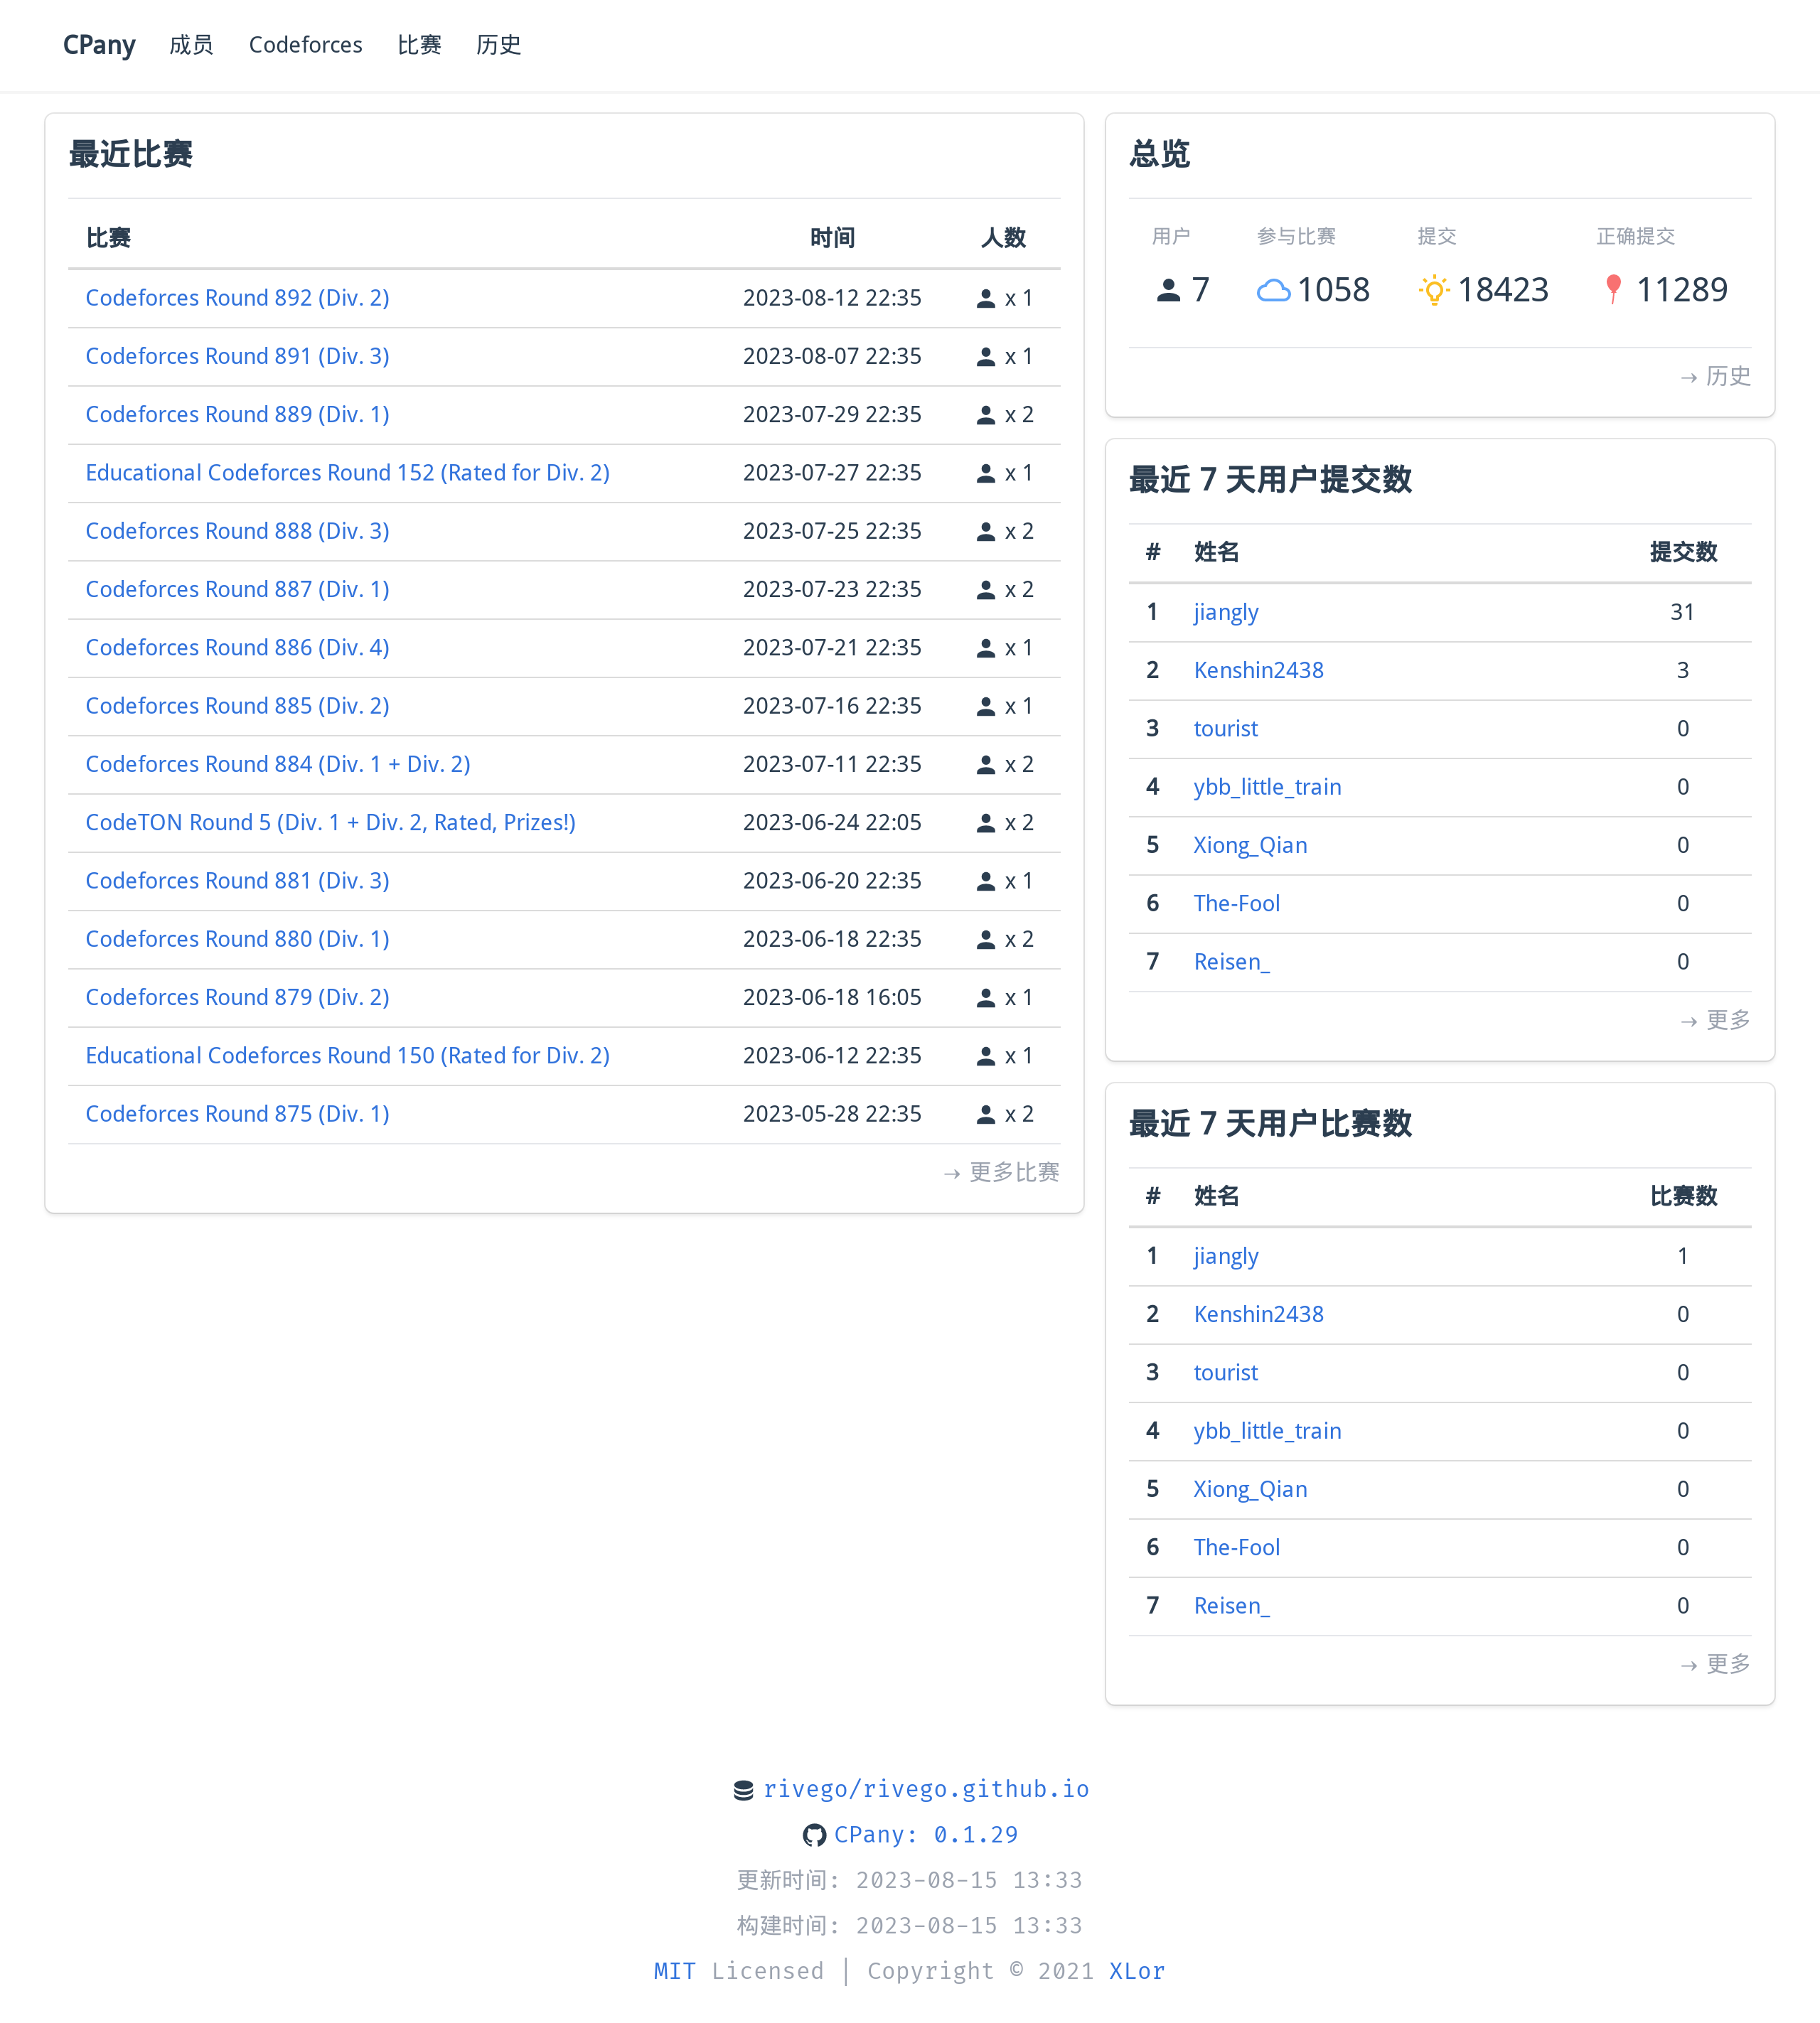 CPany 成员 Codeforces 比赛 历史
最近比赛
比赛 时间 人数
Codeforces Round 892 (Div. 2) 2023-08-12 22:35 x 1
Codeforces Round 891 (Div. 3) 2023-08-07 22:35 x 1
Codeforces Round 889 (Div. 1) 2023-07-29 22:35 x 2
Educational Codeforces Round 152 (Rated for Div. 2) 2023-07-27 22:35 x 1
Codeforces Round 888 (Div. 3) 2023-07-25 22:35 x 2
Codeforces Round 887 (Div. 1) 2023-07-23 22:35 x 2
Codeforces Round 886 (Div. 4) 2023-07-21 22:35 x 1
Codeforces Round 885 (Div. 2) 2023-07-16 22:35 x 1
Codeforces Round 884 (Div. 1 + Div. 2) 2023-07-11 22:35 x 2
CodeTON Round 5 (Div. 1 + Div. 2, Rated, Prizes!) 2023-06-24 22:05 x 2
Codeforces Round 881 (Div. 3) 2023-06-20 22:35 x 1
Codeforces Round 880 (Div. 1) 2023-06-18 22:35 x 2
Codeforces Round 879 (Div. 2) 2023-06-18 16:05 x 1
Educational Codeforces Round 150 (Rated for Div. 2) 2023-06-12 22:35 x 1
Codeforces Round 875 (Div. 1) 2023-05-28 22:35 x 2
→ 更多比赛
总览
用户 参与比赛 提交 正确提交
7 1058 18423 11289
→ 历史
最近 7 天用户提交数
# 姓名 提交数
1 jiangly 31
2 Kenshin2438 3
3 tourist 0
4 ybb_little_train 0
5 Xiong_Qian 0
6 The-Fool 0
7 Reisen_ 0
→ 更多
最近 7 天用户比赛数
# 姓名 比赛数
1 jiangly 1
2 Kenshin2438 0
3 tourist 0
4 ybb_little_train 0
5 Xiong_Qian 0
6 The-Fool 0
7 Reisen_ 0
→ 更多
rivego/rivego.github.io
CPany: 0.1.29
更新时间: 2023-08-15 13:33
构建时间: 2023-08-15 13:33
MIT Licensed | Copyright © 2021 XLor